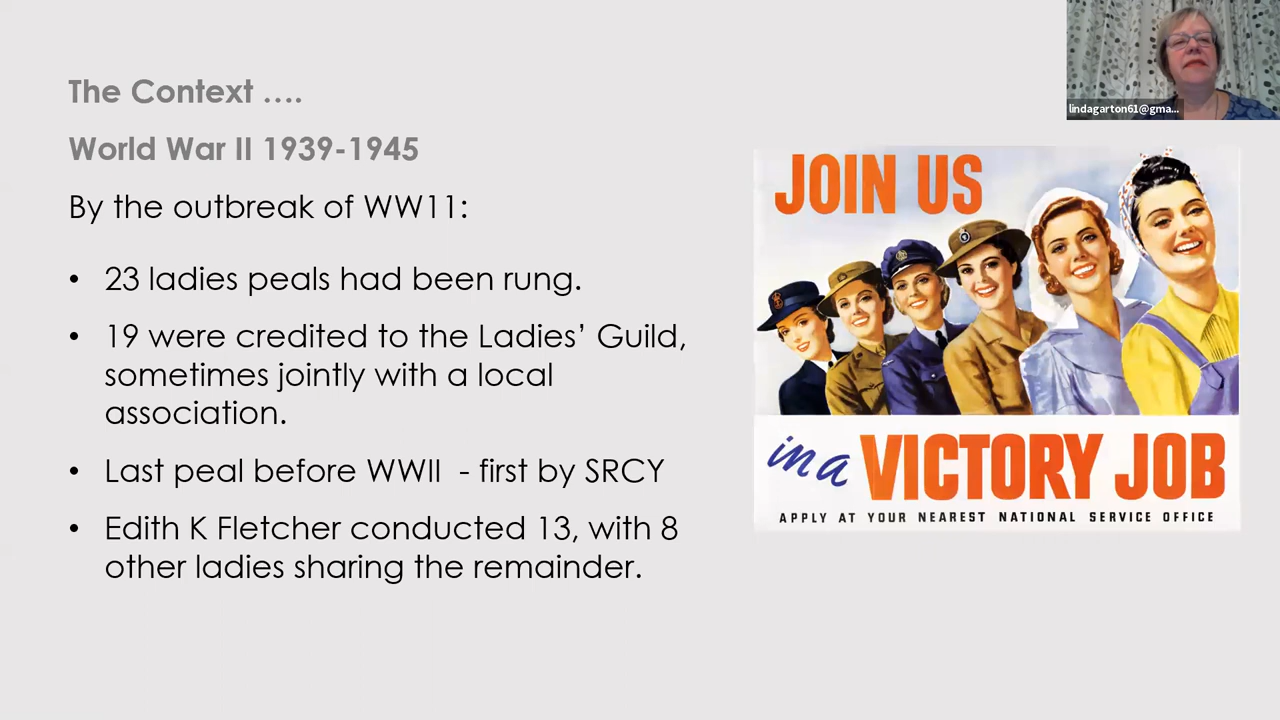 The Context ....
World War II 1939-1945
By the outbreak of WW11:
• 23 ladies peals had been rung.
• 19 were credited to the Ladies’ Guild,
sometimes jointly with a local
association.
• Last peal before WWII - first by SRCY
• Edith K Fletcher conducted 13, with 8
other ladies sharing the remainder.
lindagarton61@gma...
JOIN US
in a VICTORY JOB
APPLY AT YOUR NEAREST NATIONAL SERVICE OFFICE